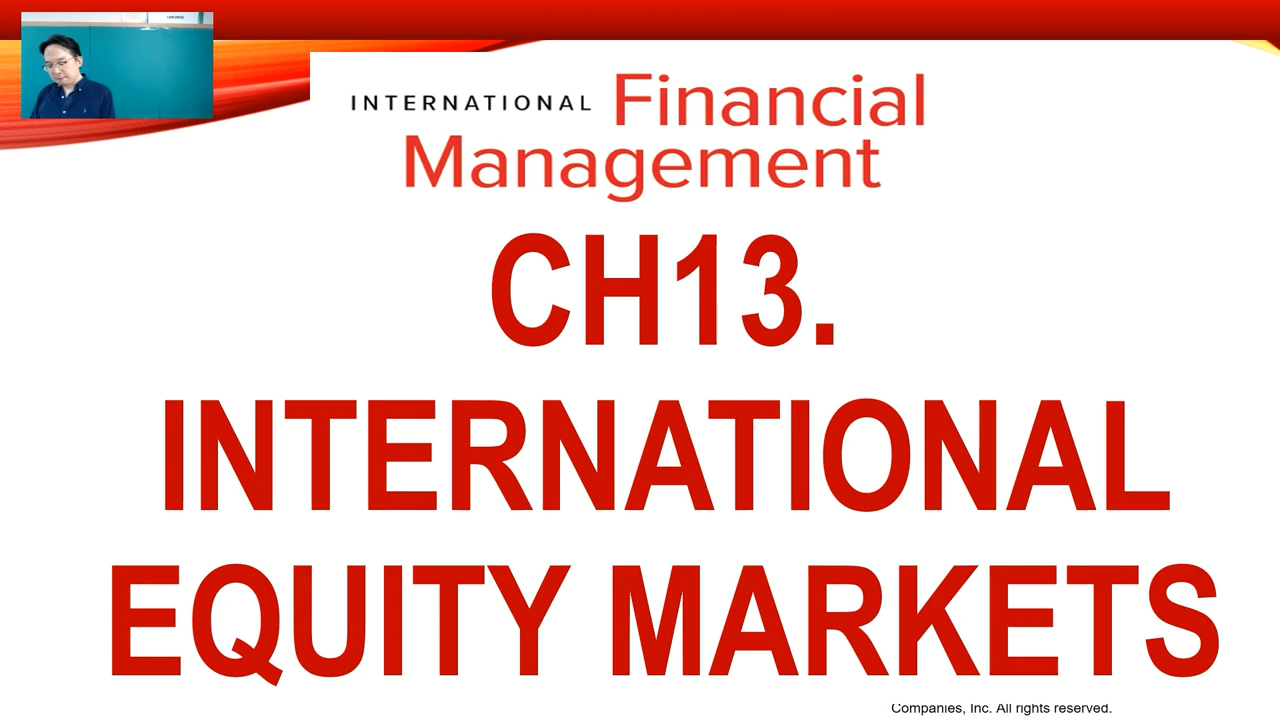 INTERNATIONAL Financial
Management
CH13.
INTERNATIONAL
EQUITY MARKETS
Companies, Inc. All rights reserved.